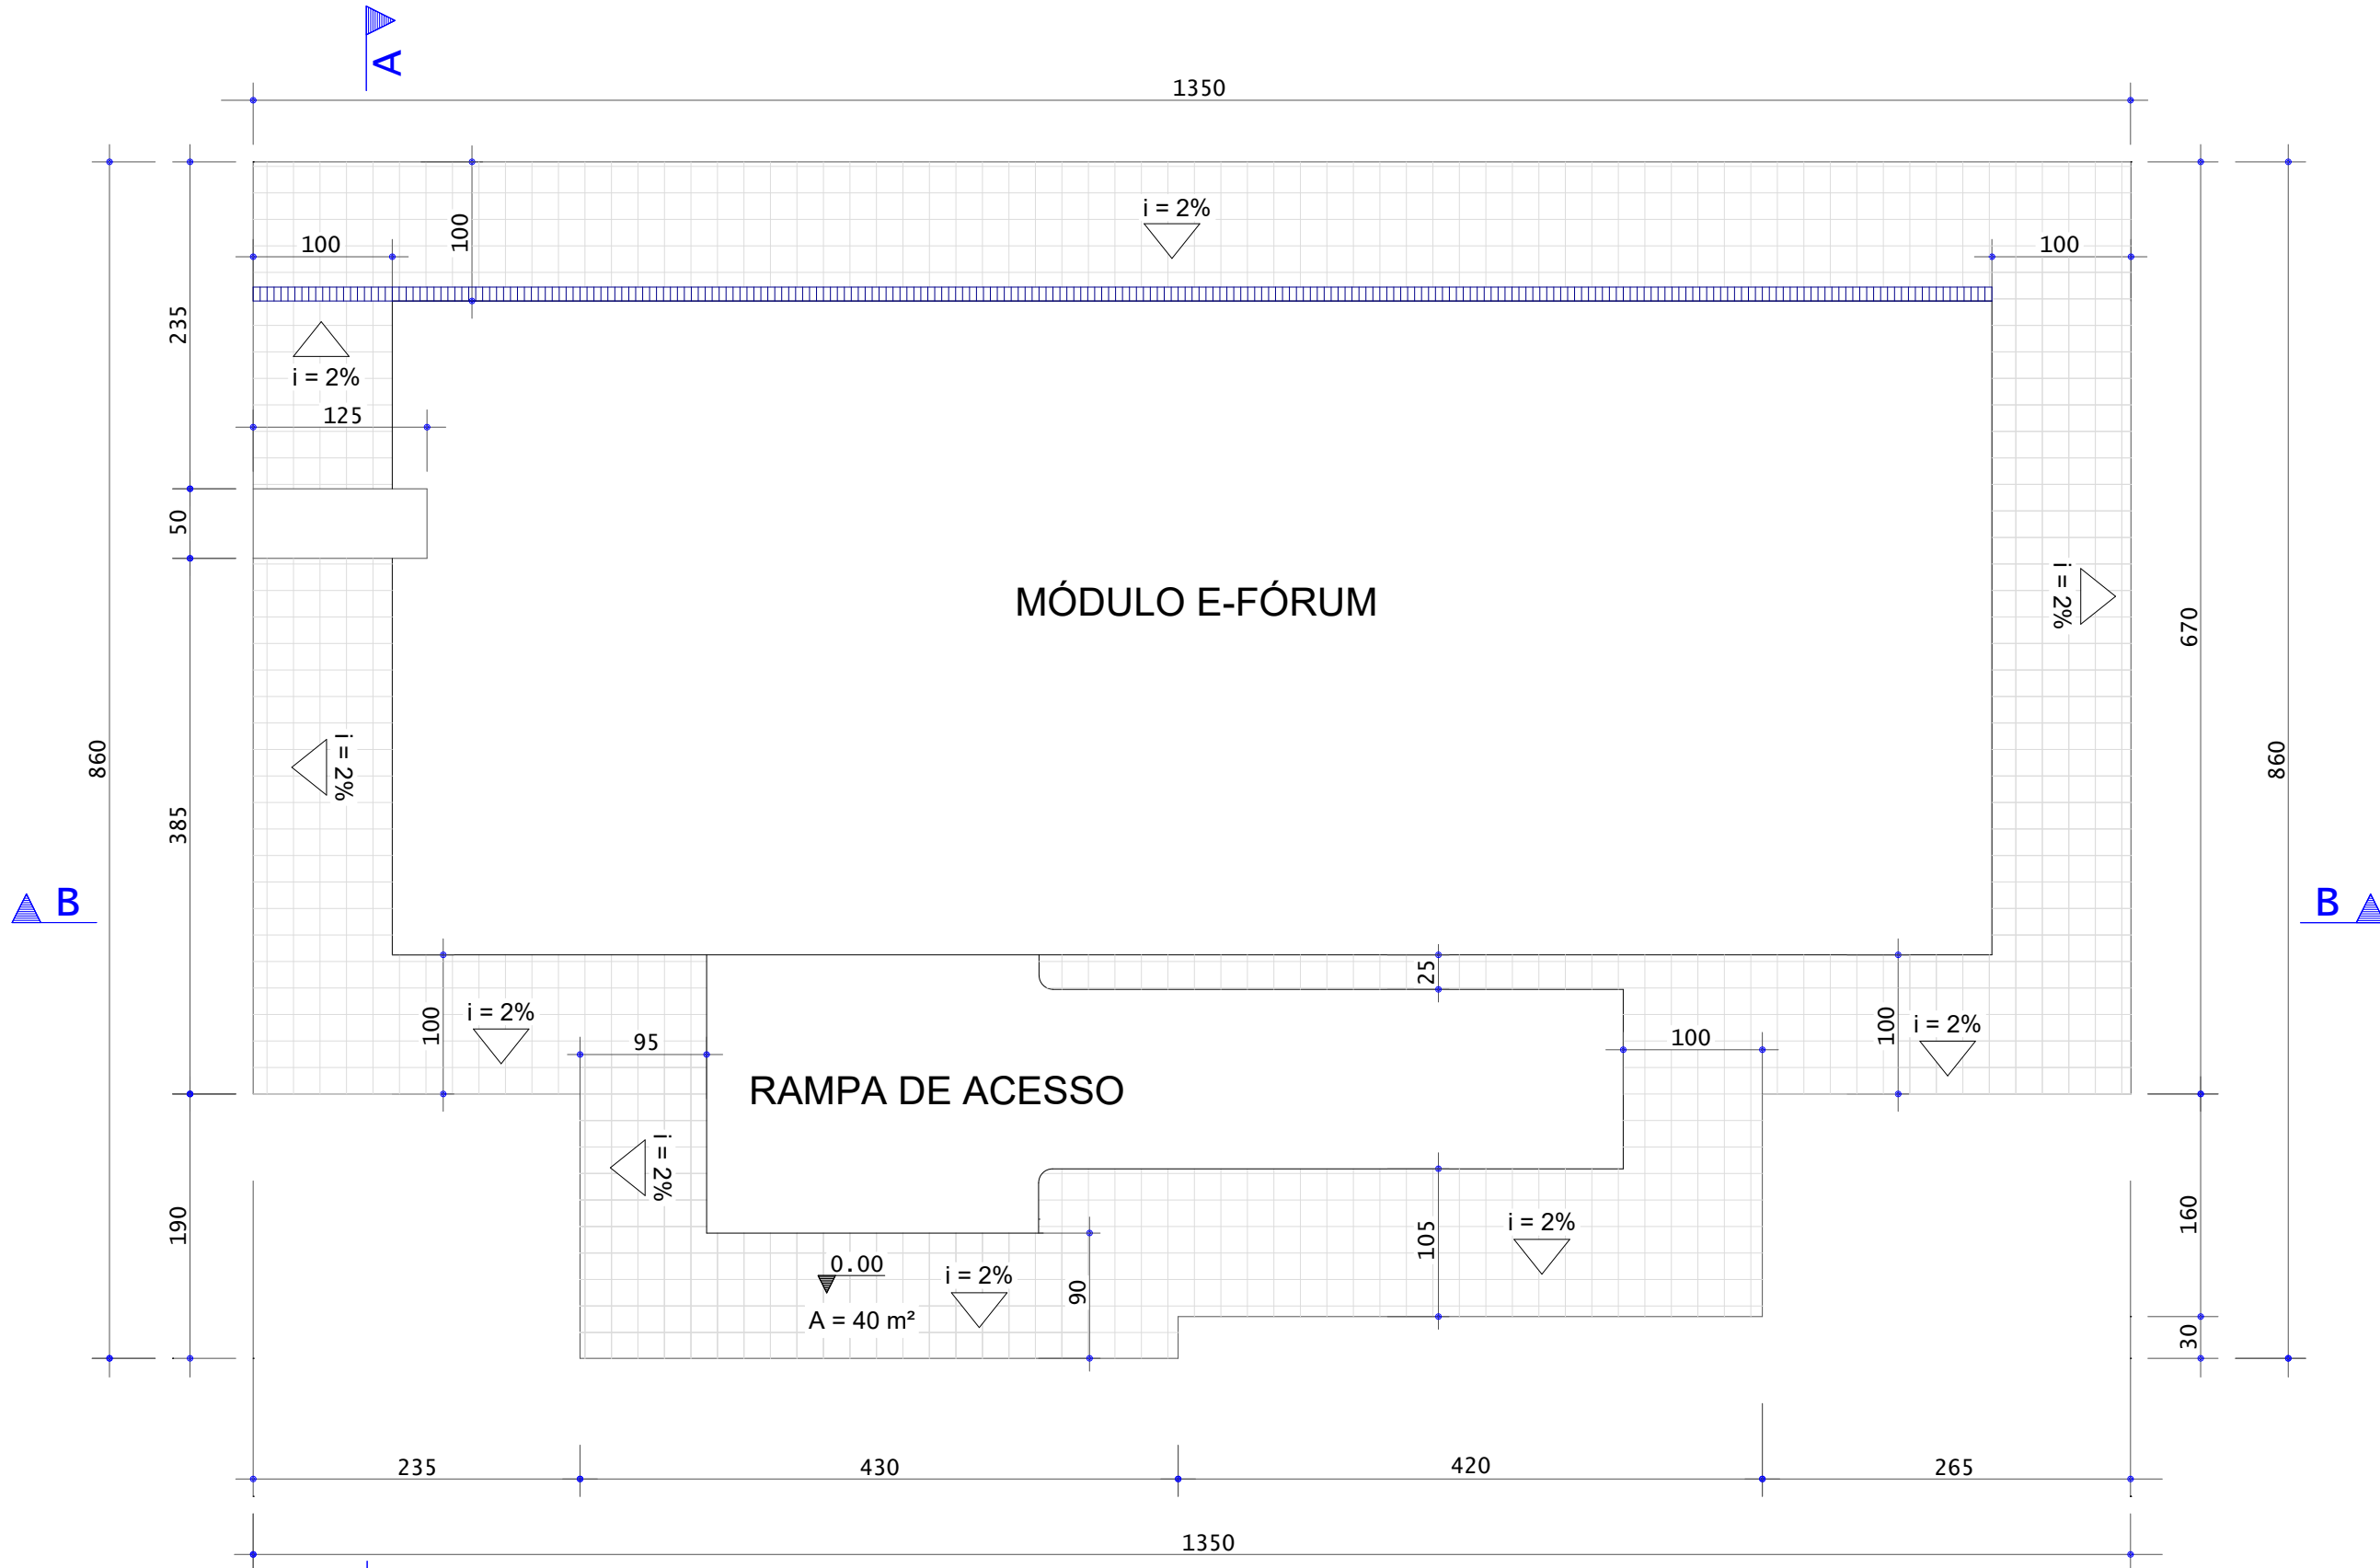 A
1350
i = 2%
100
100
100
235
i = 2%
125
50
MÓDULO E-FÓRUM
i = 2%
670
860
i = 2%
860
385
B
B
25
100
i = 2%
100
i = 2%
95
100
RAMPA DE ACESSO
i = 2%
190
105
i = 2%
160
0.00
i = 2%
90
A = 40 m²
30
235
430
420
265
1350